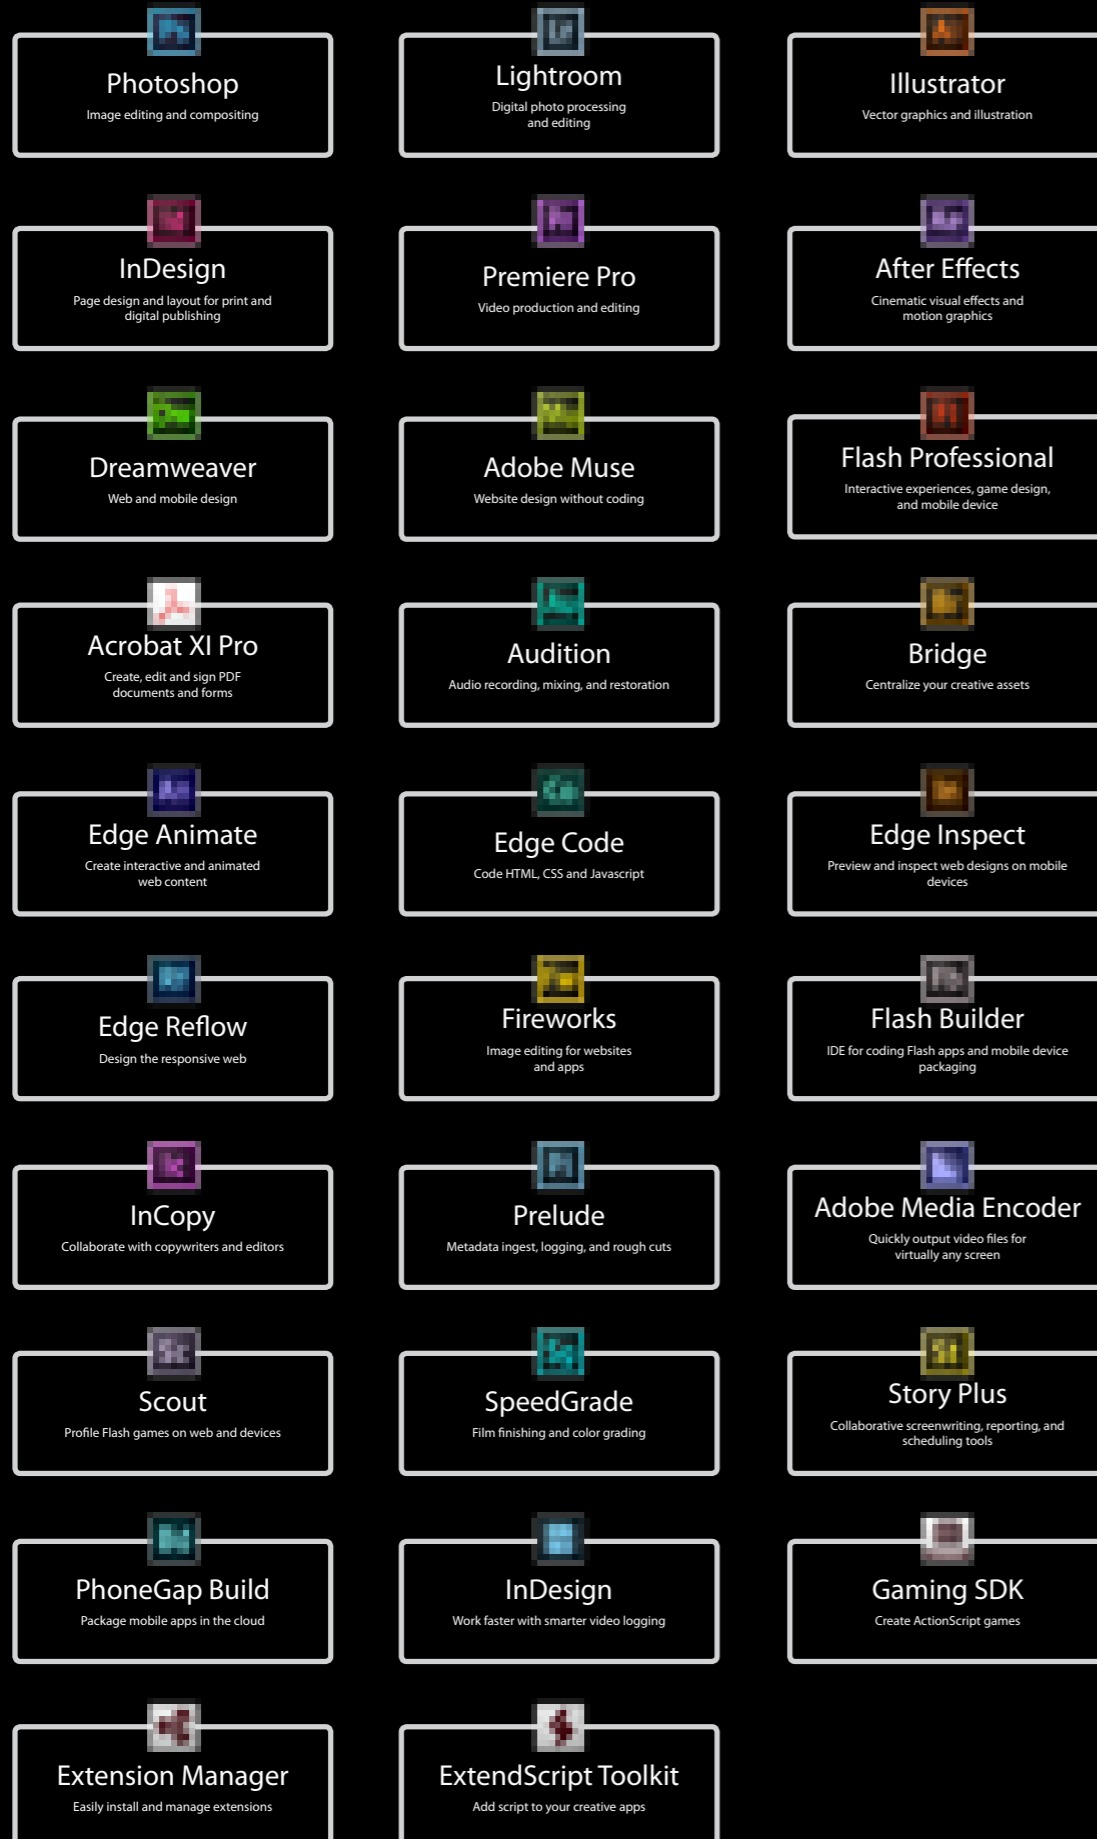 Photoshop
Image editing and compositing
Lightroom
Digital photo processing
and editing
Illustrator
Vector graphics and illustration
InDesign
Page design and layout for print and
digital publishing
Premiere Pro
Video production and editing
After Effects
Cinematic visual effects and
motion graphics
Dreamweaver
Web and mobile design
Adobe Muse
Website design without coding
Flash Professional
Interactive experiences, game design,
and mobile device
Acrobat XI Pro
Create, edit and sign PDF
documents and forms
Audition
Audio recording, mixing, and restoration
Bridge
Centralize your creative assets
Edge Animate
Create interactive and animated
web content
Edge Code
Code HTML, CSS and Javascript
Edge Inspect
Preview and inspect web designs on mobile
devices
Edge Reflow
Design the responsive web
Fireworks
Image editing for websites
and apps
Flash Builder
IDE for coding Flash apps and mobile device
packaging
InCopy
Collaborate with copywriters and editors
Prelude
Metadata ingest, logging, and rough cuts
Adobe Media Encoder
Quickly output video files for
virtually any screen
Scout
Profile Flash games on web and devices
SpeedGrade
Film finishing and color grading
Story Plus
Collaborative screenwriting, reporting, and
scheduling tools
PhoneGap Build
Package mobile apps in the cloud
InDesign
Work faster with smarter video logging
Gaming SDK
Create ActionScript games
Extension Manager
Easily install and manage extensions
ExtendScript Toolkit
Add script to your creative apps